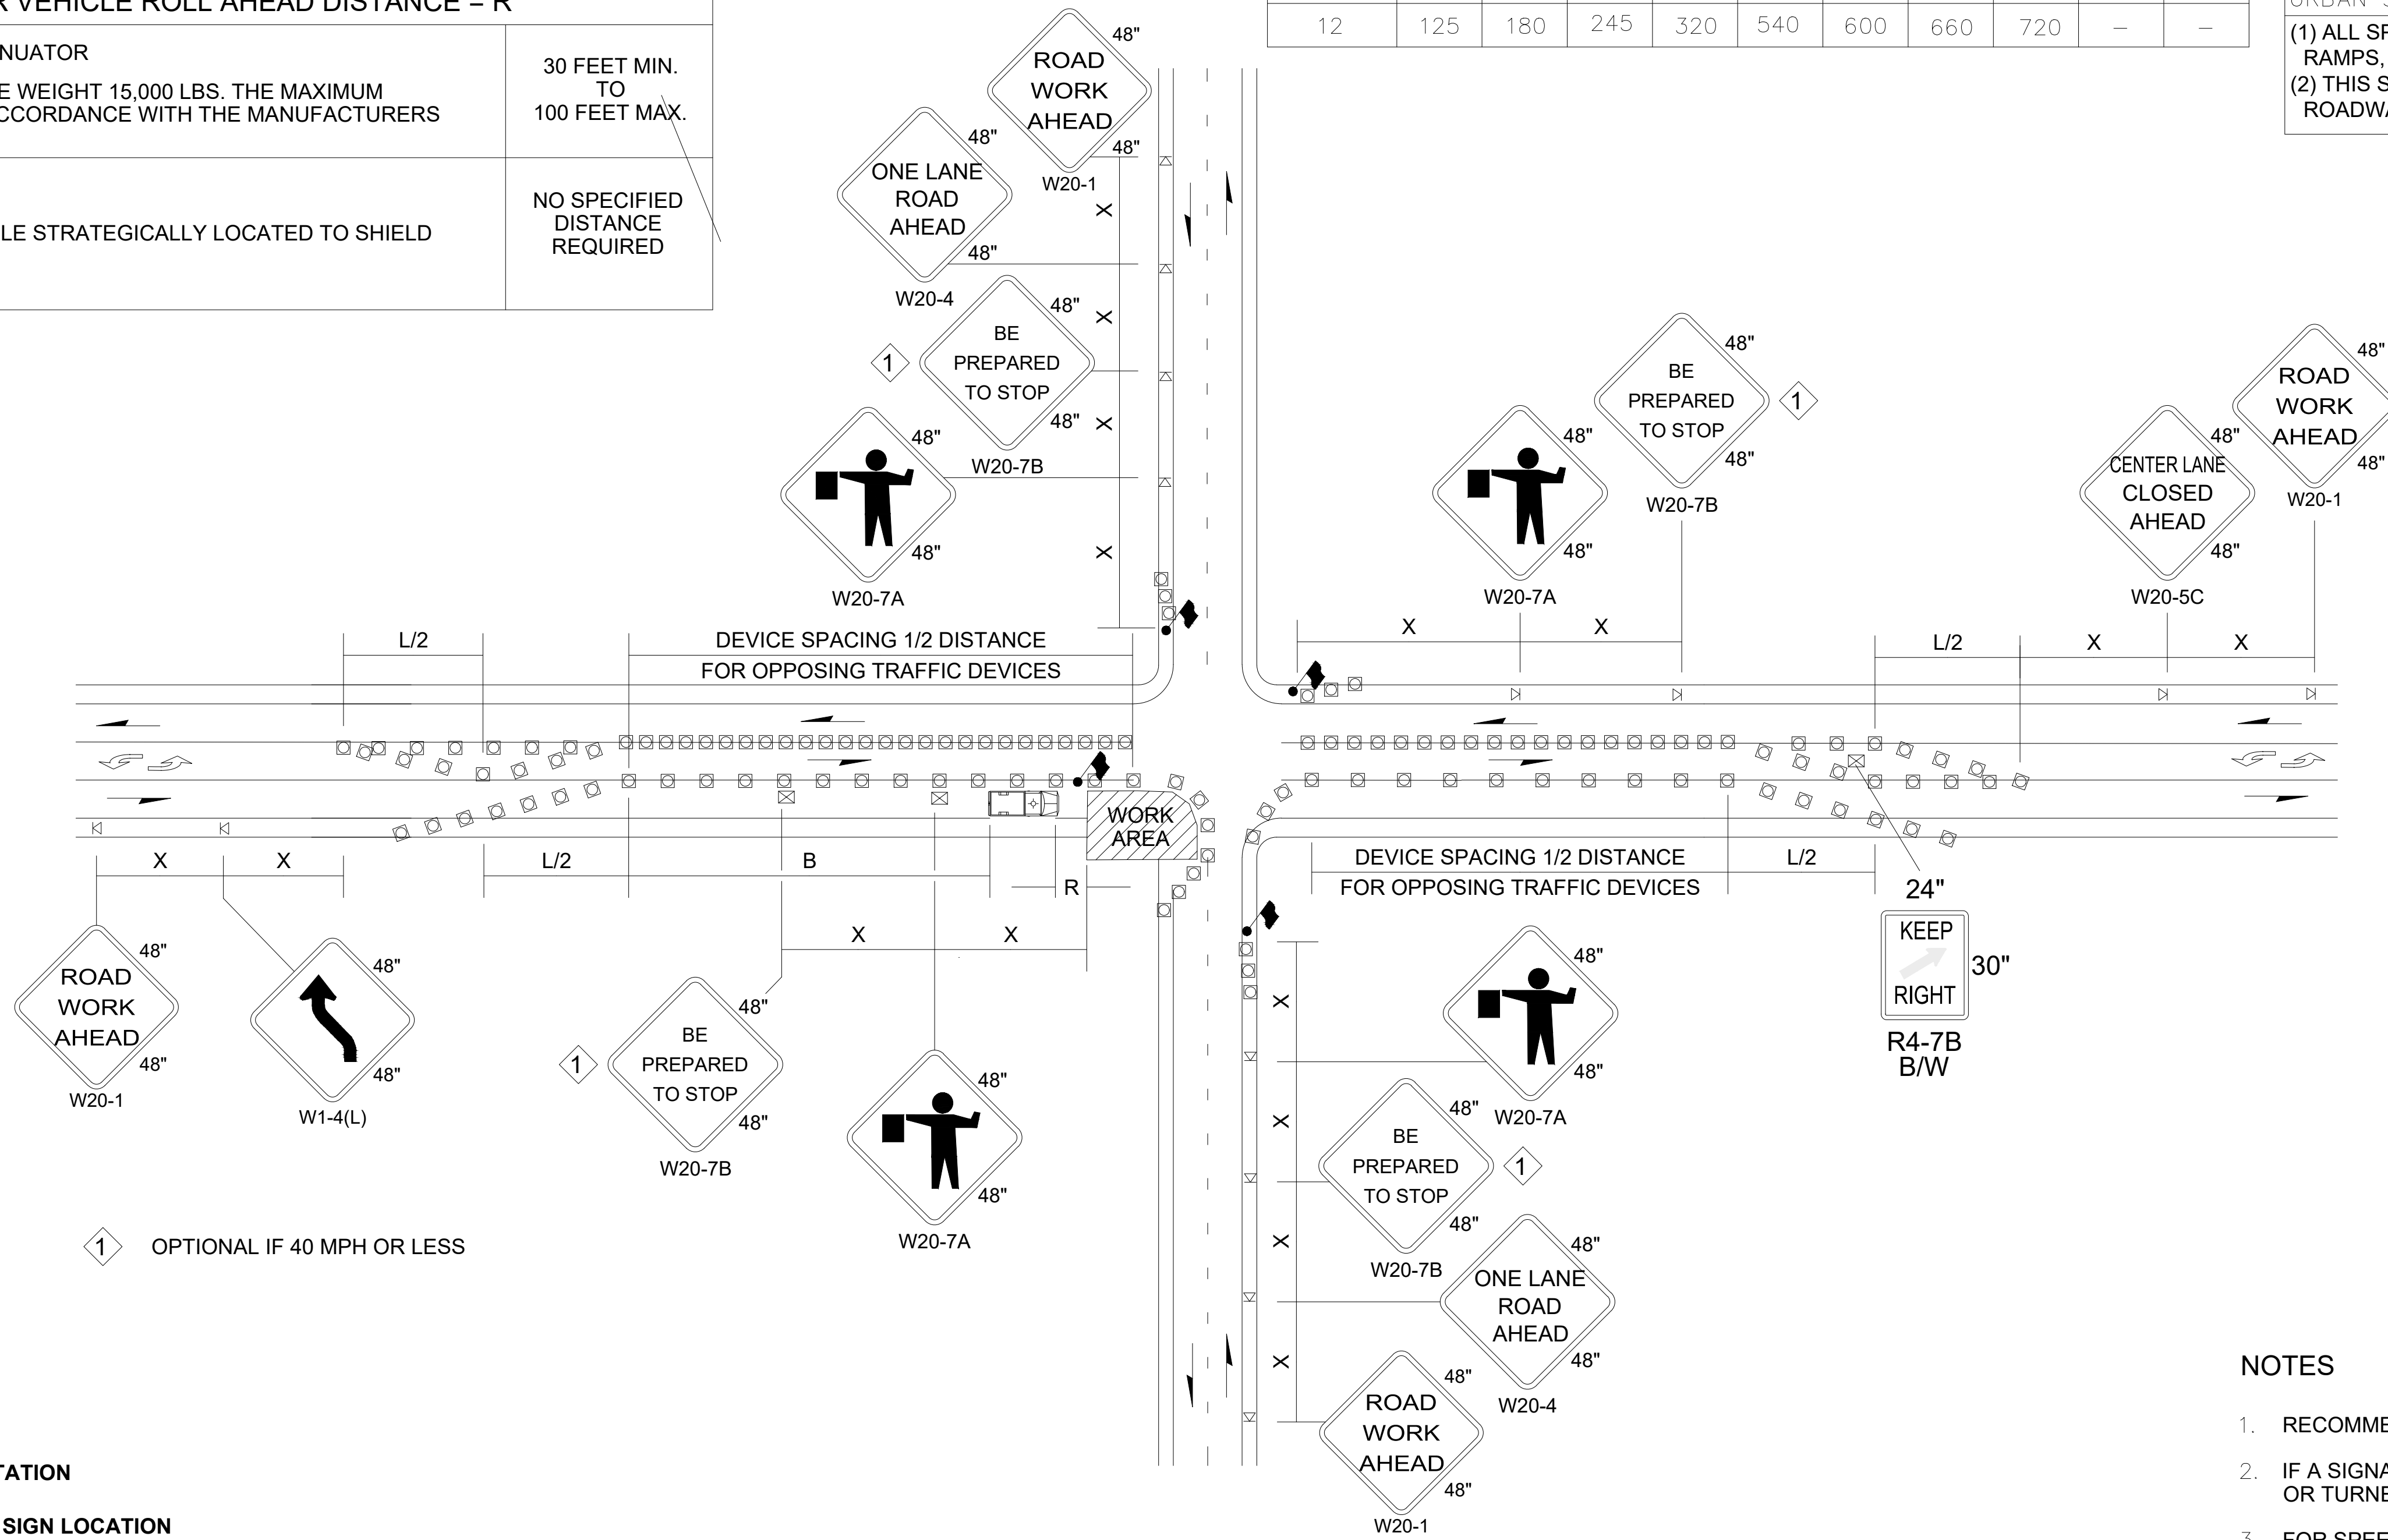 R VEHICLE ROLL AHEAD DISTANCE = R
NUATOR
E WEIGHT 15,000 LBS. THE MAXIMUM
CCORDANCE WITH THE MANUFACTURERS
30 FEET MIN.
TO
100 FEET MAX.
LE STRATEGICALLY LOCATED TO SHIELD
NO SPECIFIED
DISTANCE
REQUIRED
12 125 180 245 320 540 600 660 720 – –
URBAN S
(1) ALL SP
RAMPS,
(2) THIS S
ROADWA
ROAD
WORK
AHEAD
48"
48"
W20-1
ONE LANE
ROAD
AHEAD
48"
48"
W20-4
BE
PREPARED
TO STOP
48"
48"
W20-7B
1
48"
48"
W20-7A
X
X
X
X
48"
48"
W20-7A
BE
PREPARED
TO STOP
48"
48"
W20-7B
1
CENTER LANE
CLOSED
AHEAD
48"
48"
W20-5C
ROAD
WORK
AHEAD
48"
48"
W20-1
L/2
DEVICE SPACING 1/2 DISTANCE
FOR OPPOSING TRAFFIC DEVICES
X
X
L/2
X
X
WORK
AREA
X
X
L/2
B
R
DEVICE SPACING 1/2 DISTANCE
FOR OPPOSING TRAFFIC DEVICES
L/2
X
X
24"
KEEP
RIGHT
30"
R4-7B
B/W
ROAD
WORK
AHEAD
48"
48"
W20-1
48"
48"
W1-4(L)
1
BE
PREPARED
TO STOP
48"
48"
W20-7B
48"
48"
W20-7A
X
X
X
X
48"
48"
W20-7A
BE
PREPARED
TO STOP
48"
48"
W20-7B
1
ONE LANE
ROAD
AHEAD
48"
48"
W20-4
ROAD
WORK
AHEAD
48"
48"
W20-1
1 OPTIONAL IF 40 MPH OR LESS
TATION
SIGN LOCATION
NOTES
1. RECOMME
2. IF A SIGNA
OR TURNE
3. FOR SPEE